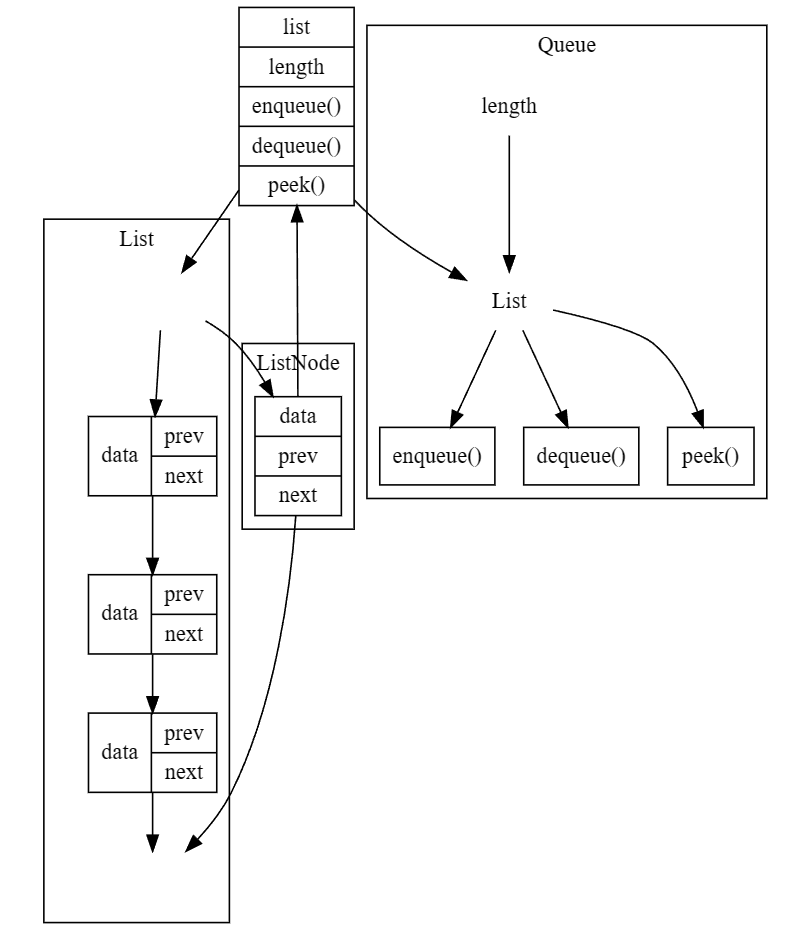 list
length
enqueue()
dequeue()
peek()
Queue
length
List
enqueue()
dequeue()
peek()
List
data
prev
next
data
prev
next
data
prev
next
ListNode
data
prev
next